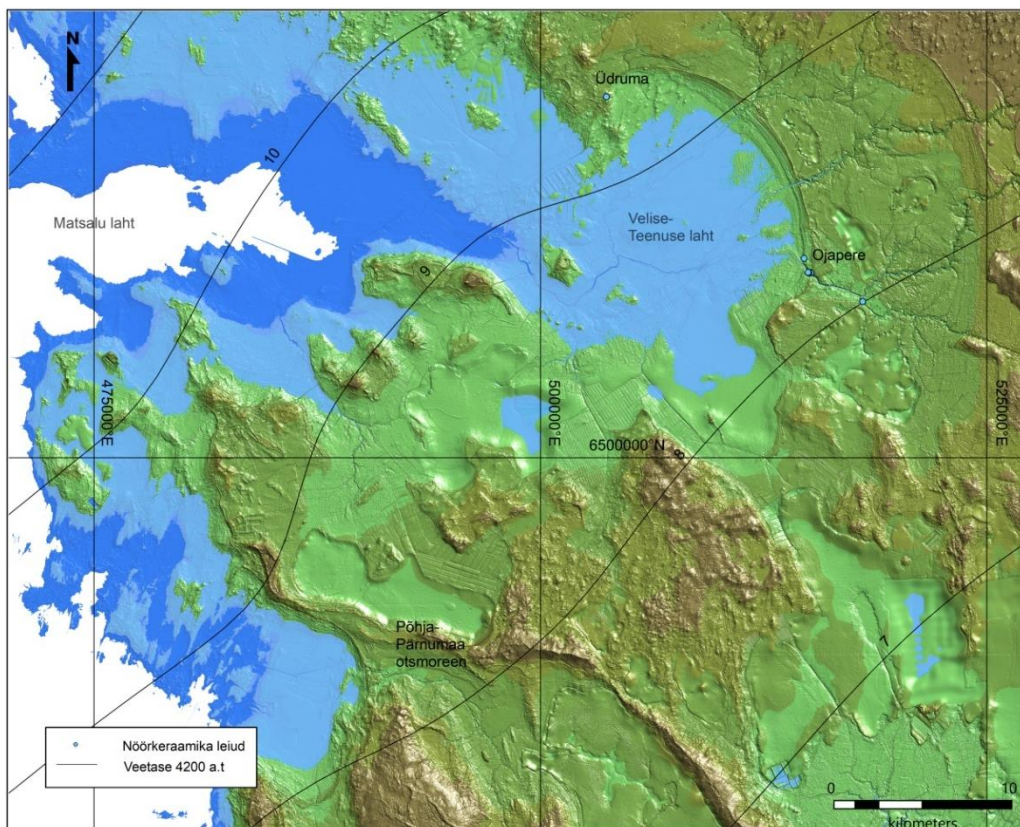 N
Üdruma
10
Matsalu laht
Velise-
Teenuse laht
9
Ojapere
475000°E
500000°E
525000°E
6500000°N
8
Põhja-
Pärnumaa
otsmoreen
7
Nöörkeraamika leiud
Veetase 4200 a.t
0
10
kilometers